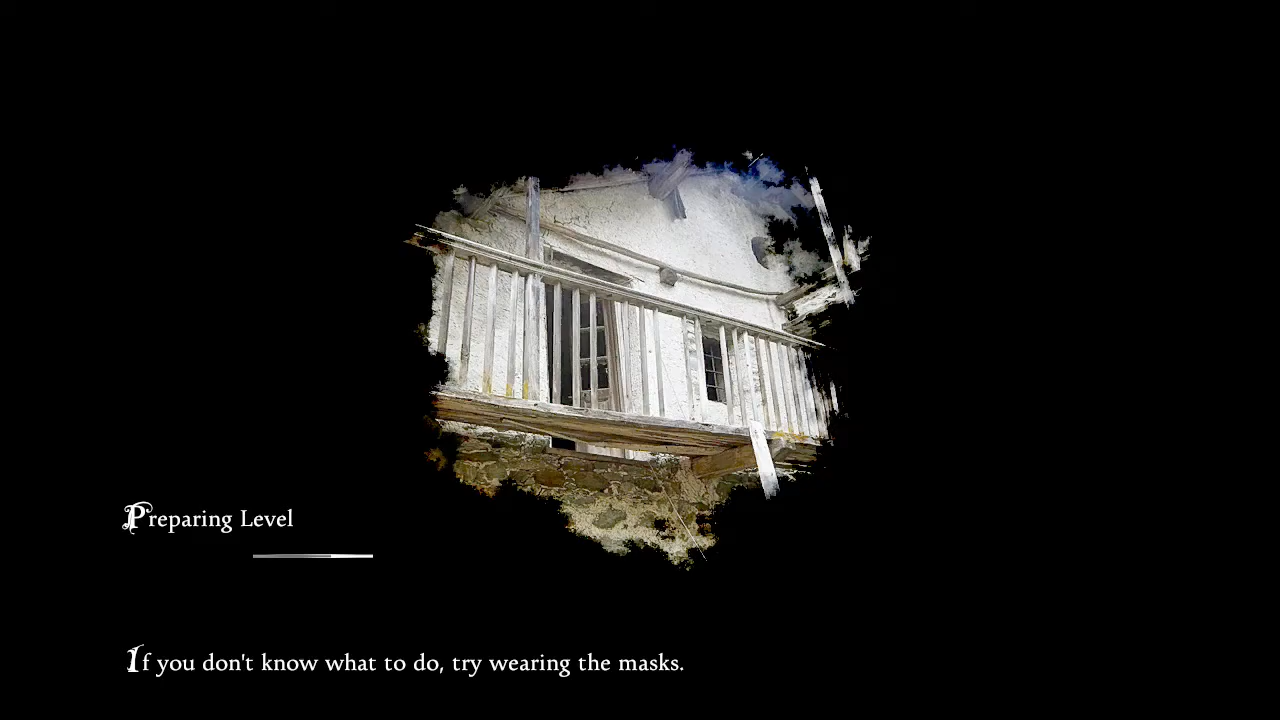 Preparing Level
If you don't know what to do, try wearing the masks.